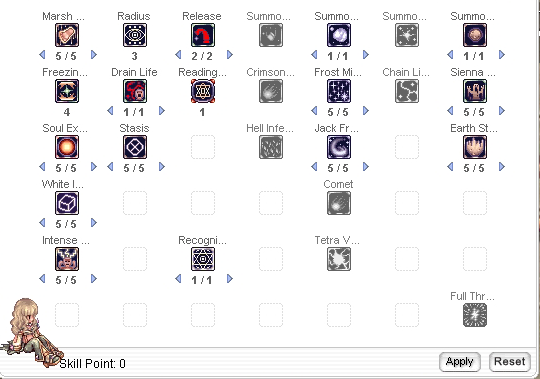 Marsh ... Radius Release Summo... Summo... Summo... Summo...
5 / 5 3 2 / 2 1 / 1 1 / 1
Freezin... Drain Life Reading... Crimson... Frost Mi... Chain Li... Sienna ...
4 1 / 1 1 5 / 5 5 / 5
Soul Ex... Stasis Hell Infe... Jack Fr... Earth St...
5 / 5 5 / 5 5 / 5 5 / 5
White I... Comet
5 / 5
Intense ... Recogni... Tetra V...
5 / 5 1 / 1
Full Thr...
Skill Point: 0 Apply Reset